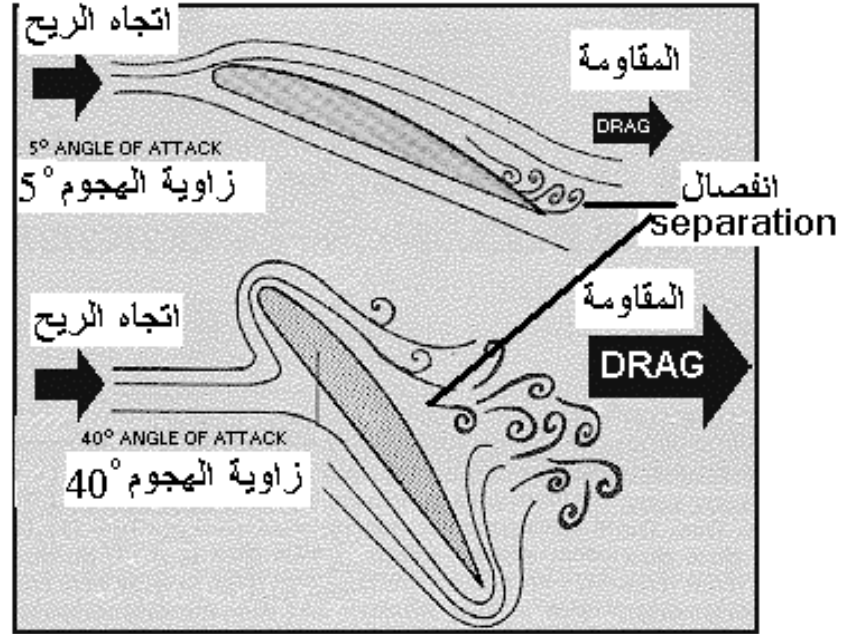 اتجاه الريح
المقاومة
DRAG
5° ANGLE OF ATTACK
زاوية الهجوم 5°
انفصال
separation
المقاومة
اتجاه الريح
DRAG
40° ANGLE OF ATTACK
زاوية الهجوم 40°